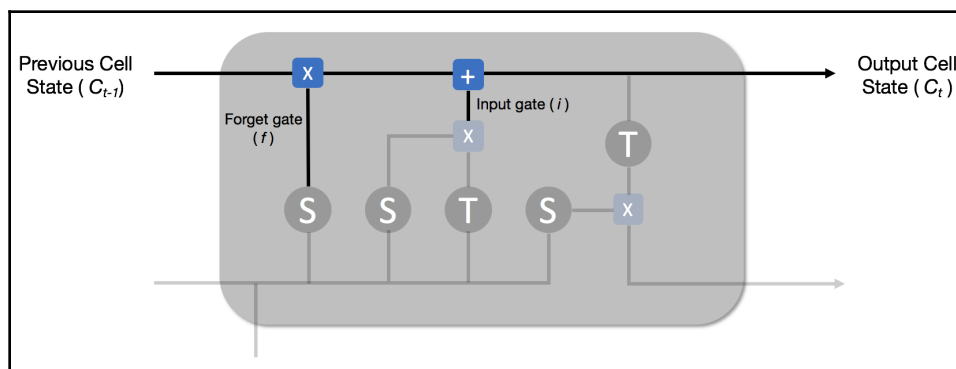 Previous Cell
State ( Ct-1)
X
+
Output Cell
State ( Ct )
Forget gate
( f )
Input gate ( i )
X
T
S
S
T
S
X